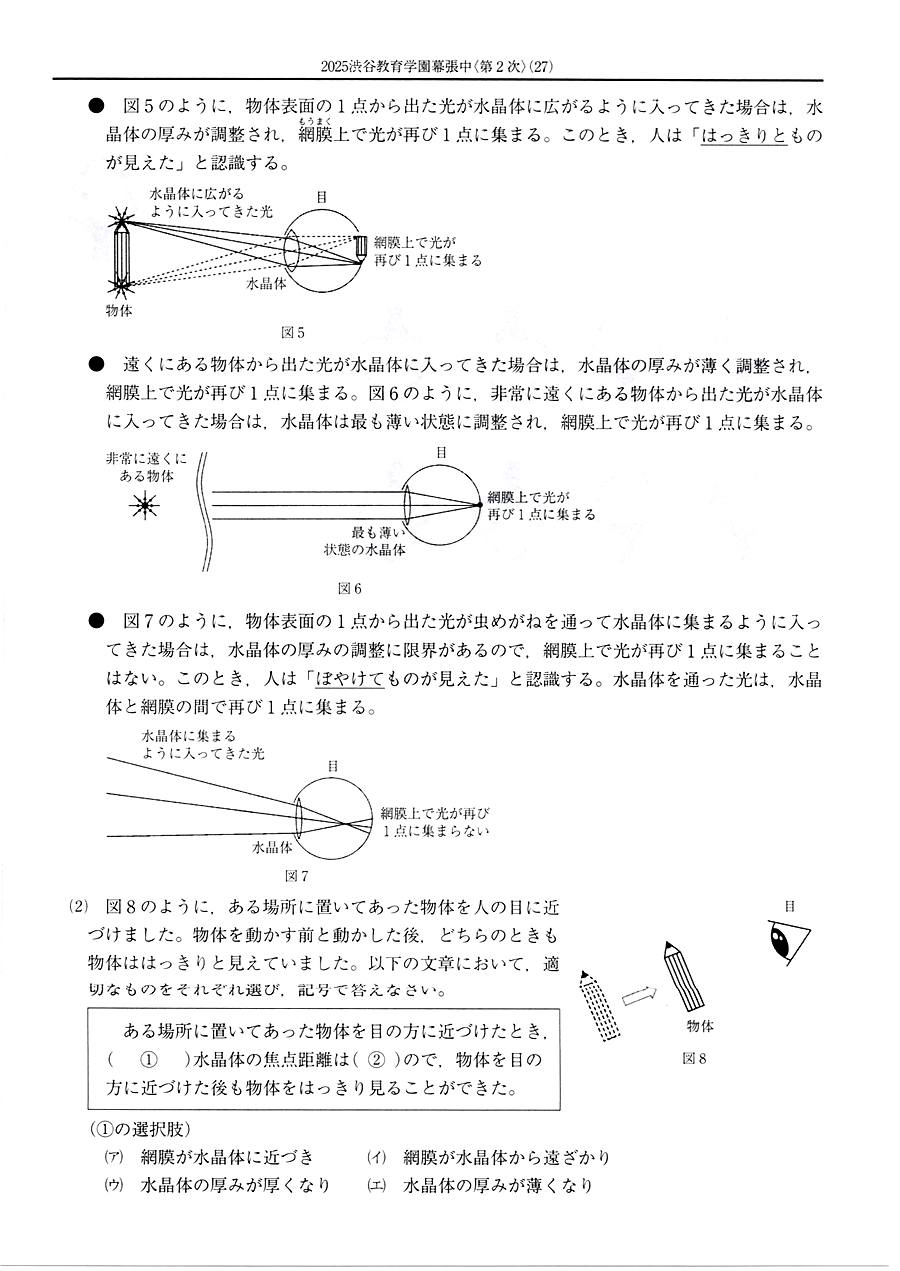 2025渋谷教育学園幕張中〈第2次〉(27)
● 図5のように，物体表面の1点から出た光が水晶体に広がるように入ってきた場合は，水
晶体の厚みが調整され，網膜上で光が再び1点に集まる。このとき，人は「はっきりともの
もうまく
が見えた」と認識する。
水晶体に広がる
ように入ってきた光
目
網膜上で光が
再び1点に集まる
水晶体
物体
図5
● 遠くにある物体から出た光が水晶体に入ってきた場合は，水晶体の厚みが薄く調整され，
網膜上で光が再び1点に集まる。図6のように，非常に遠くにある物体から出た光が水晶体
に入ってきた場合は，水晶体は最も薄い状態に調整され，網膜上で光が再び1点に集まる。
非常に遠くに
ある物体
目
網膜上で光が
再び1点に集まる
最も薄い
状態の水晶体
図6
● 図7のように，物体表面の1点から出た光が虫めがねを通って水晶体に集まるように入っ
てきた場合は，水晶体の厚みの調整に限界があるので，網膜上で光が再び1点に集まること
はない。このとき，人は「ぼやけてものが見えた」と認識する。水晶体を通った光は，水晶
体と網膜の間で再び1点に集まる。
水晶体に集まる
ように入ってきた光
目
網膜上で光が再び
1点に集まらない
水晶体
図7
(2) 図8のように，ある場所に置いてあった物体を人の目に近
づけました。物体を動かす前と動かした後，どちらのときも
物体ははっきりと見えていました。以下の文章において，適
切なものをそれぞれ選び，記号で答えなさい。
目
物体
図8
ある場所に置いてあった物体を目の方に近づけたとき，
( ① )水晶体の焦点距離は( ② )ので，物体を目の
方に近づけた後も物体をはっきり見ることができた。
(①の選択肢)
(ア) 網膜が水晶体に近づき (イ) 網膜が水晶体から遠ざかり
(ウ) 水晶体の厚みが厚くなり (エ) 水晶体の厚みが薄くなり